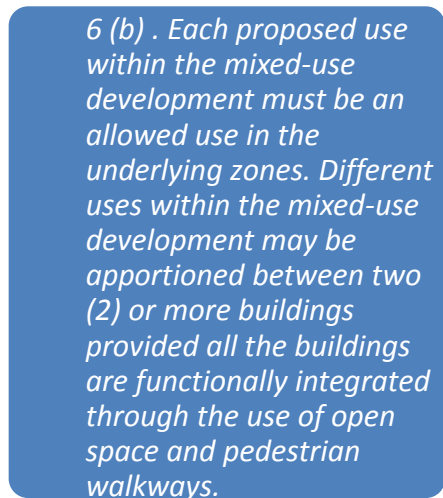 6 (b) . Each proposed use
within the mixed-use
development must be an
allowed use in the
underlying zones. Different
uses within the mixed-use
development may be
apportioned between two
(2) or more buildings
provided all the buildings
are functionally integrated
through the use of open
space and pedestrian
walkways.